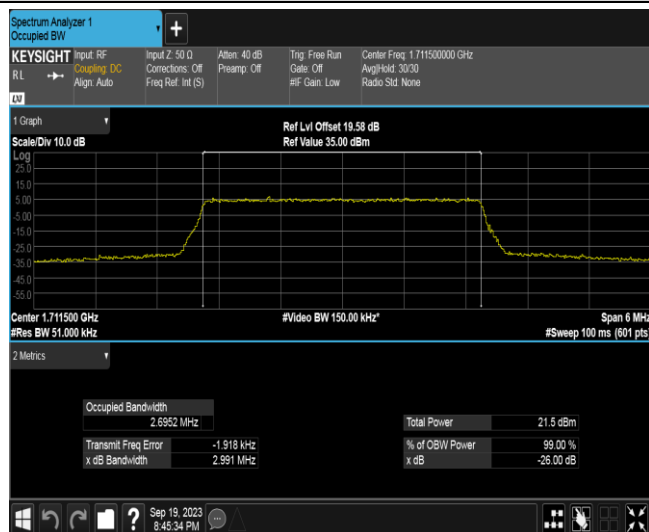 Spectrum Analyzer 1
Occupied BW
+
KEYSIGHT Input: RF Input Z: 50 Ω Atten: 40 dB Trig: Free Run Center Freq: 1.711500000 GHz
RL Coupling: DC Corrections: Off Preamp: Off Gate: Off Avg|Hold: 30/30
Align: Auto Freq Ref: Int (S) #IF Gain: Low Radio Std: None
LXI
1 Graph
Ref Lvl Offset 19.58 dB
Scale/Div 10.0 dB Ref Value 35.00 dBm
Log
25.0
15.0
5.00
-5.00
-15.0
-25.0
-35.0
-45.0
-55.0
Center 1.711500 GHz #Video BW 150.00 kHz* Span 6 MHz
#Res BW 51.000 kHz #Sweep 100 ms (601 pts)
2 Metrics
Occupied Bandwidth
2.6952 MHz Total Power 21.5 dBm
Transmit Freq Error -1.918 kHz % of OBW Power 99.00 %
x dB Bandwidth 2.991 MHz x dB -26.00 dB
? Sep 19, 2023
8:45:34 PM